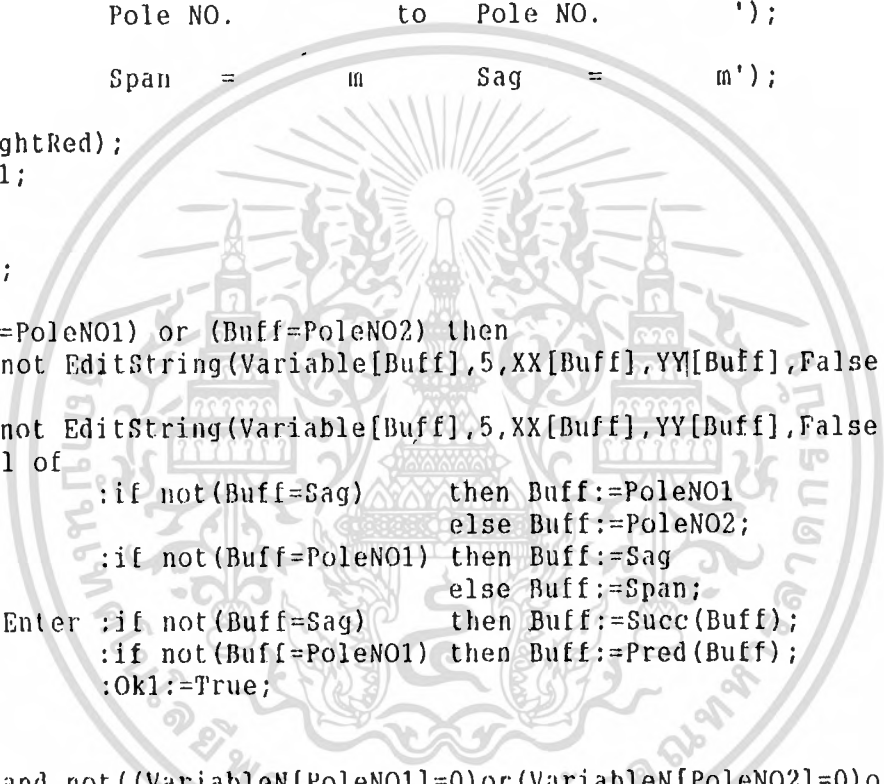 Pole NO. to Pole NO. ');
Span = m Sag = m');
ghtRed);
1;
;
=PoleNO1) or (Buff=PoleNO2) then
not EditString(Variable[Buff],5,XX[Buff],YY[Buff],False
not EditString(Variable[Buff],5,XX[Buff],YY[Buff],False
l of
:if not(Buff=Sag) then Buff:=PoleNO1
else Buff:=PoleNO2;
:if not(Buff=PoleNO1) then Buff:=Sag
else Buff:=Span;
Enter :if not(Buff=Sag) then Buff:=Succ(Buff);
:if not(Buff=PoleNO1) then Buff:=Pred(Buff);
:Ok1:=True;
and not((VariableN[PoleNO1]=0)or(VariableN[PoleNO2]=0)o